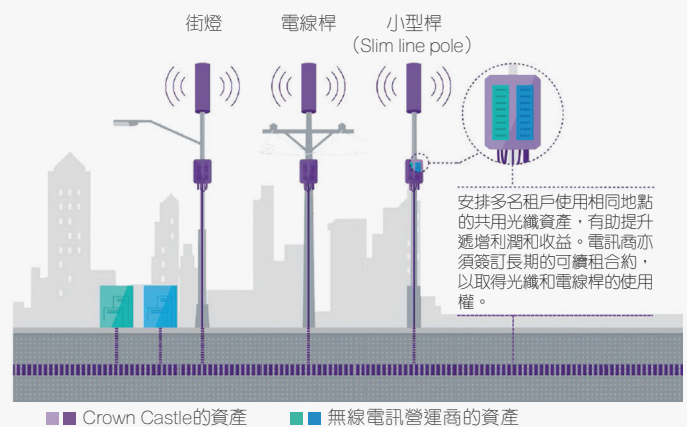 街燈
電線桿
小型桿
（Slim line pole）
安排多名租戶使用相同地點
的共用光纖資產，有助提升
遞增利潤和收益。電訊商亦
須簽訂長期的可續租合約，
以取得光纖和電線桿的使用
權。
Crown Castle的資產
無線電訊營運商的資產